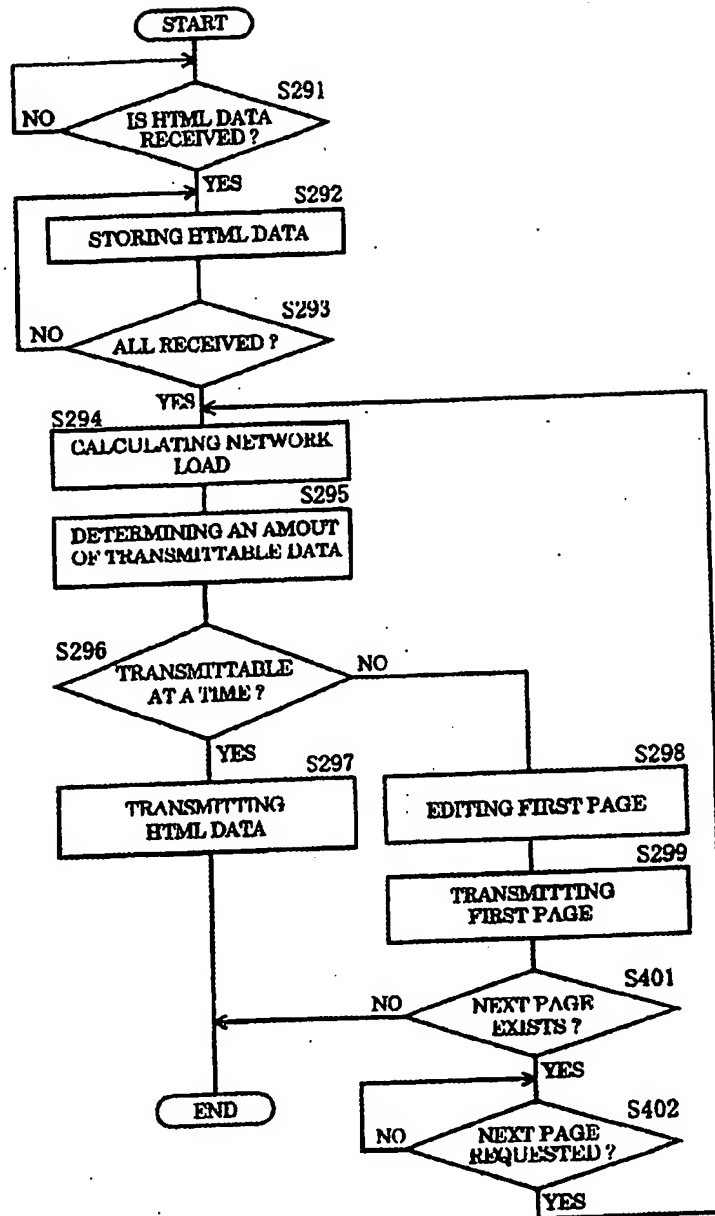 START
S291
NO
IS HTML DATA
RECEIVED ?
YES
S292
STORING HTML DATA
S293
NO
ALL RECEIVED ?
YES
S294
CALCULATING NETWORK
LOAD
S295
DETERMINING AN AMOUT
OF TRANSMITTABLE DATA
S296
TRANSMITTABLE
AT A TIME ?
NO
YES
S297
TRANSMITTING
HTML DATA
S298
EDITING FIRST PAGE
S299
TRANSMITTING
FIRST PAGE
S401
NO
NEXT PAGE
EXISTS ?
YES
END
S402
NO
NEXT PAGE
REQUESTED ?
YES